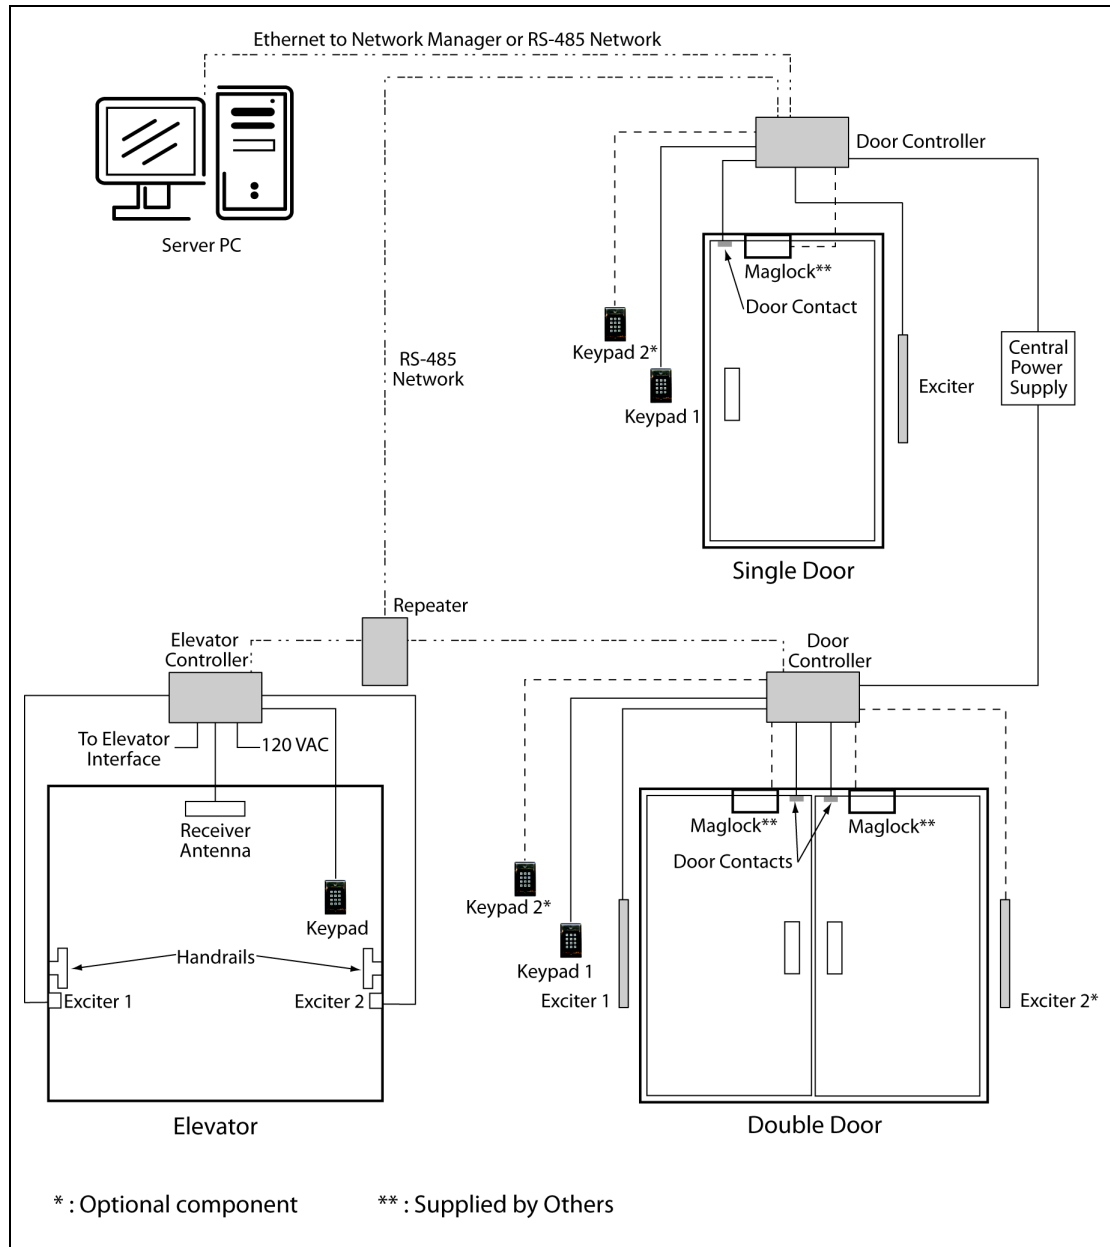 Ethernet to Network Manager or RS-485 Network
Door Controller
Server PC
Maglock**
Door Contact
Keypad 2*
Keypad 1
Exciter
Central
Power
Supply
RS-485
Network
Single Door
Repeater
Elevator
Controller
Door
Controller
To Elevator
Interface
120 VAC
Receiver
Antenna
Keypad
Handrails
Exciter 1
Exciter 2
Elevator
Maglock**
Maglock**
Door Contacts
Keypad 2*
Keypad 1
Exciter 1
Exciter 2*
Double Door
* : Optional component
** : Supplied by Others